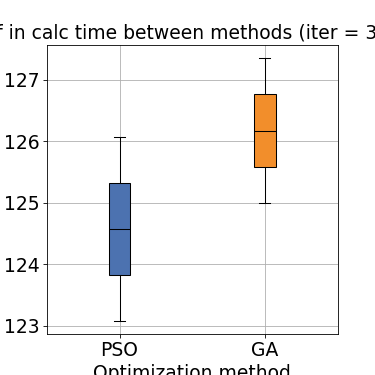 in calc time between methods (iter = 3
127
126
125
124
123
PSO
GA
Optimization method